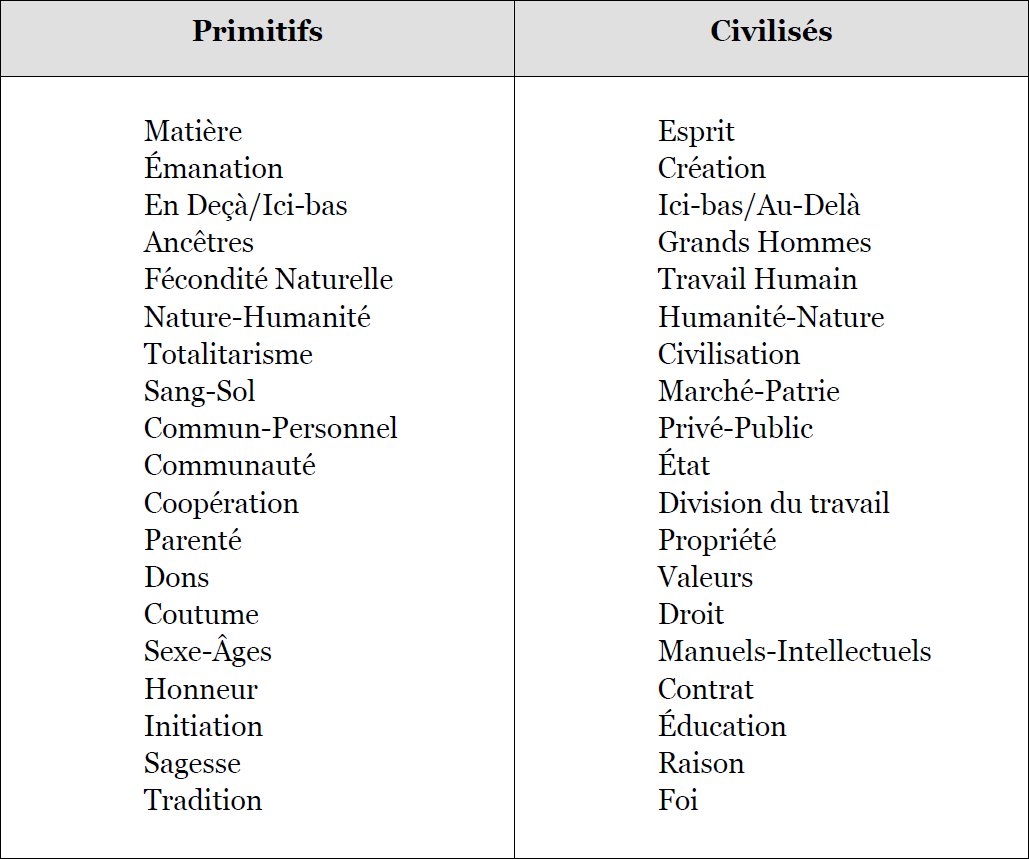 Primitifs
Civilisés
Matière
Émanation
En Deçà/Ici-bas
Ancêtres
Fécondité Naturelle
Nature-Humanité
Totalitarisme
Sang-Sol
Commun-Personnel
Communauté
Coopération
Parenté
Dons
Coutume
Sexe-Âges
Honneur
Initiation
Sagesse
Tradition
Esprit
Création
Ici-bas/Au-Delà
Grands Hommes
Travail Humain
Humanité-Nature
Civilisation
Marché-Patrie
Privé-Public
État
Division du travail
Propriété
Valeurs
Droit
Manuels-Intellectuels
Contrat
Éducation
Raison
Foi